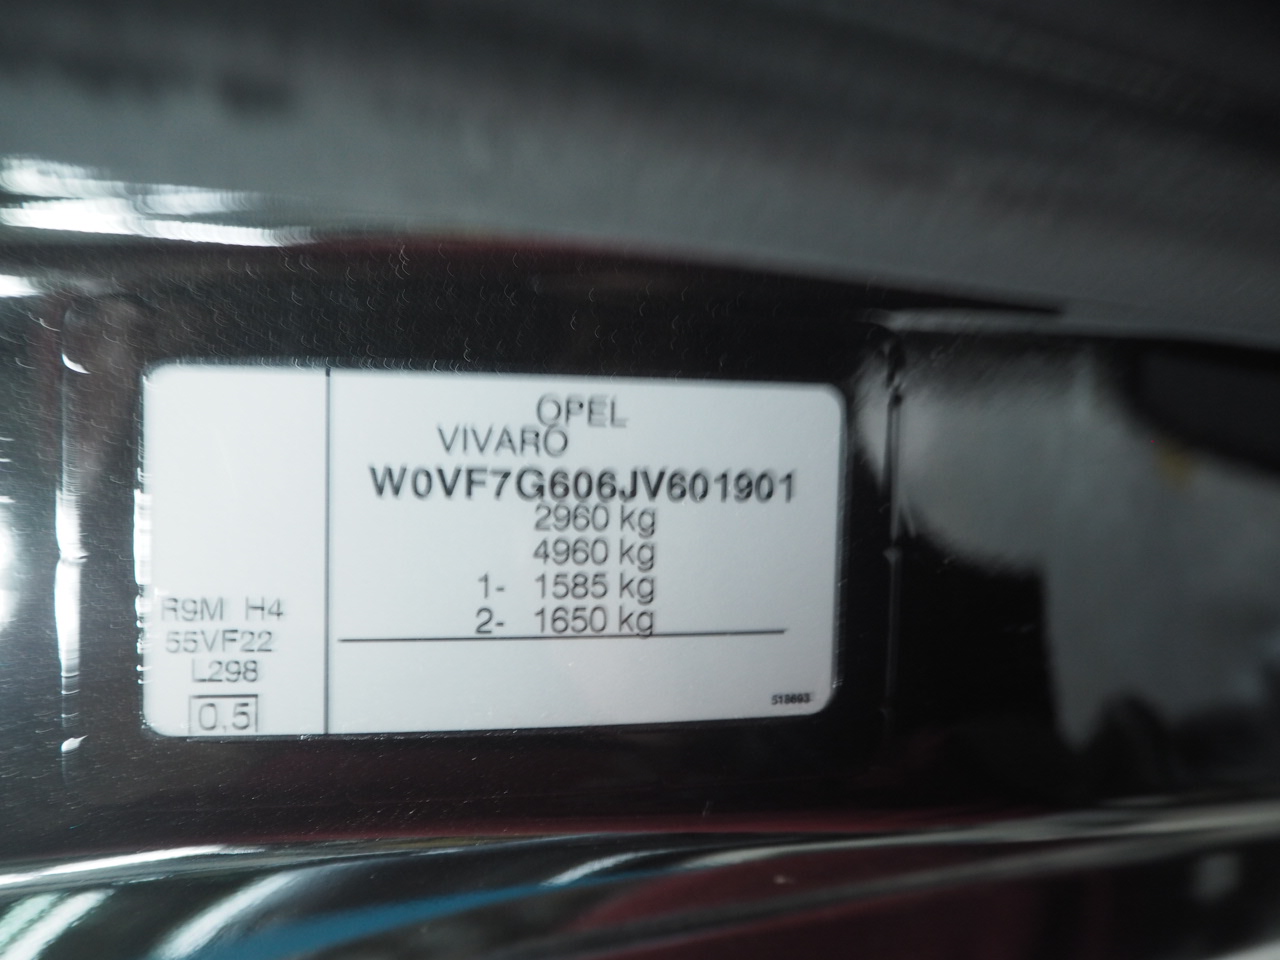 OPEL
VIVARO
W0VF7G606JV601901
2960 kg
4960 kg
1- 1585 kg
2- 1650 kg
R9M H4
55VF22
L298
0.5